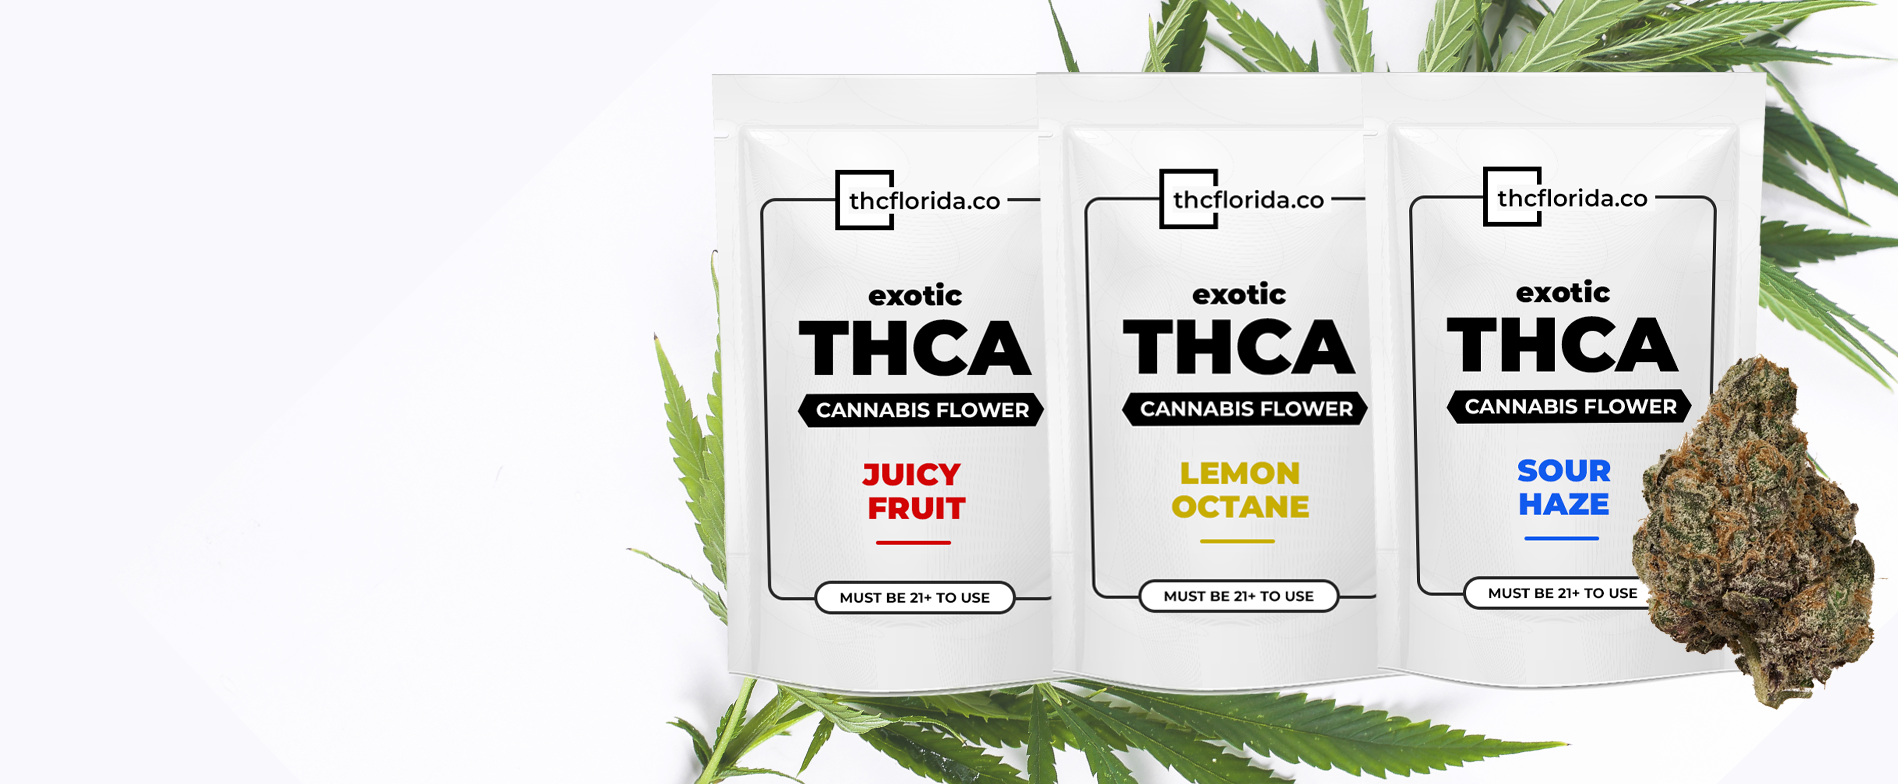 thcflorida.co
exotic
THCA
CANNABIS FLOWER
JUICY
FRUIT
MUST BE 21+ TO USE
thcflorida.co
exotic
THCA
CANNABIS FLOWER
LEMON
OCTANE
MUST BE 21+ TO USE
thcflorida.co
exotic
THCA
CANNABIS FLOWER
SOUR
HAZE
MUST BE 21+ TO USE